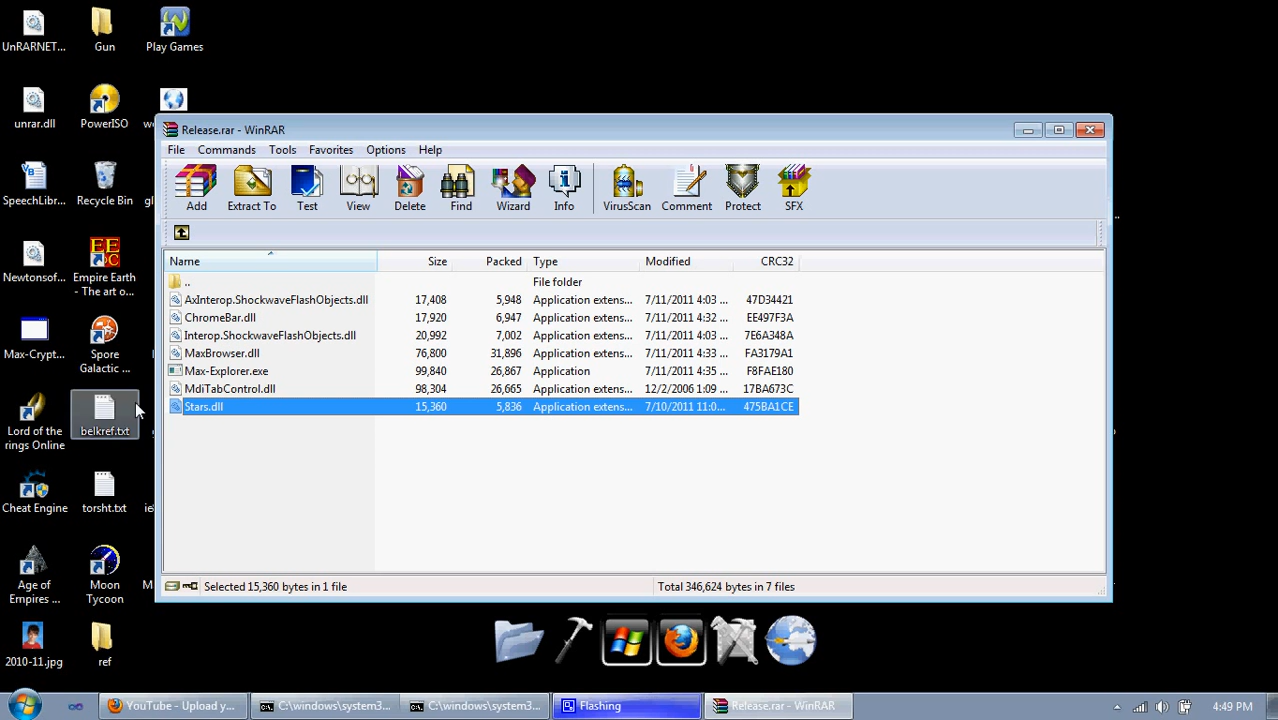 UnRARNET...
Gun
Play Games
unrar.dll
PowerISO
SpeechLibr...
Recycle Bin
Newtonsof...
Empire Earth
- The art o...
Max-Crypt...
Spore
Galactic ...
Lord of the
rings Online
belkref.txt
Cheat Engine
torsht.txt
Age of
Empires ...
Moon
Tycoon
2010-11.jpg
ref
Release.rar - WinRAR
File Commands Tools Favorites Options Help
Add Extract To Test View Delete Find Wizard Info VirusScan Comment Protect SFX
Name Size Packed Type Modified CRC32
.. File folder
AxInterop.ShockwaveFlashObjects.dll 17,408 5,948 Application extens... 7/11/2011 4:03 ... 47D34421
ChromeBar.dll 17,920 6,947 Application extens... 7/11/2011 4:32 ... EE497F3A
Interop.ShockwaveFlashObjects.dll 20,992 7,002 Application extens... 7/11/2011 4:03 ... 7E6A348F
MaxBrowser.dll 76,800 31,896 Application extens... 7/11/2011 4:33 ... FA3179A1
Max-Explorer.exe 99,840 26,867 Application 7/11/2011 4:35 ... F8FAE180
MdiTabControl.dll 98,304 26,665 Application extens... 12/2/2006 1:09 ... 17BA673C
Stars.dll 15,360 5,836 Application extens... 7/10/2011 11:0... 475BA1CE
Selected 15,360 bytes in 1 file
Total 346,624 bytes in 7 files
YouTube - Upload y... C:\windows\system3... C:\windows\system3... Flashing Release.rar - WinRAR 4:49 PM